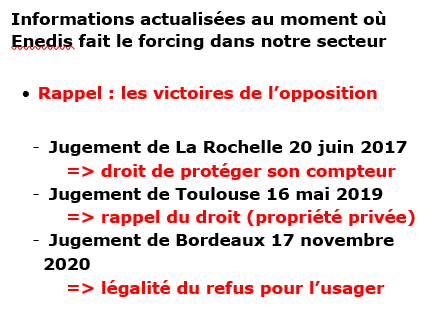 Informations actualisées au moment où
Enedis fait le forcing dans notre secteur
• Rappel : les victoires de l’opposition
- Jugement de La Rochelle 20 juin 2017
=> droit de protéger son compteur
- Jugement de Toulouse 16 mai 2019
=> rappel du droit (propriété privée)
- Jugement de Bordeaux 17 novembre
2020
=> légalité du refus pour l’usager